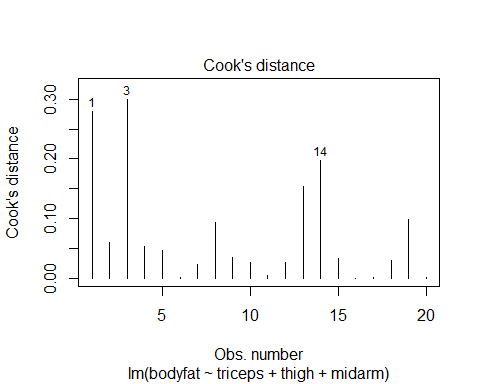 Cook's distance
Cook's distance
0.30
0.20
0.10
0.00
1
3
14
5
10
15
20
Obs. number
lm(bodyfat ~ triceps + thigh + midarm)